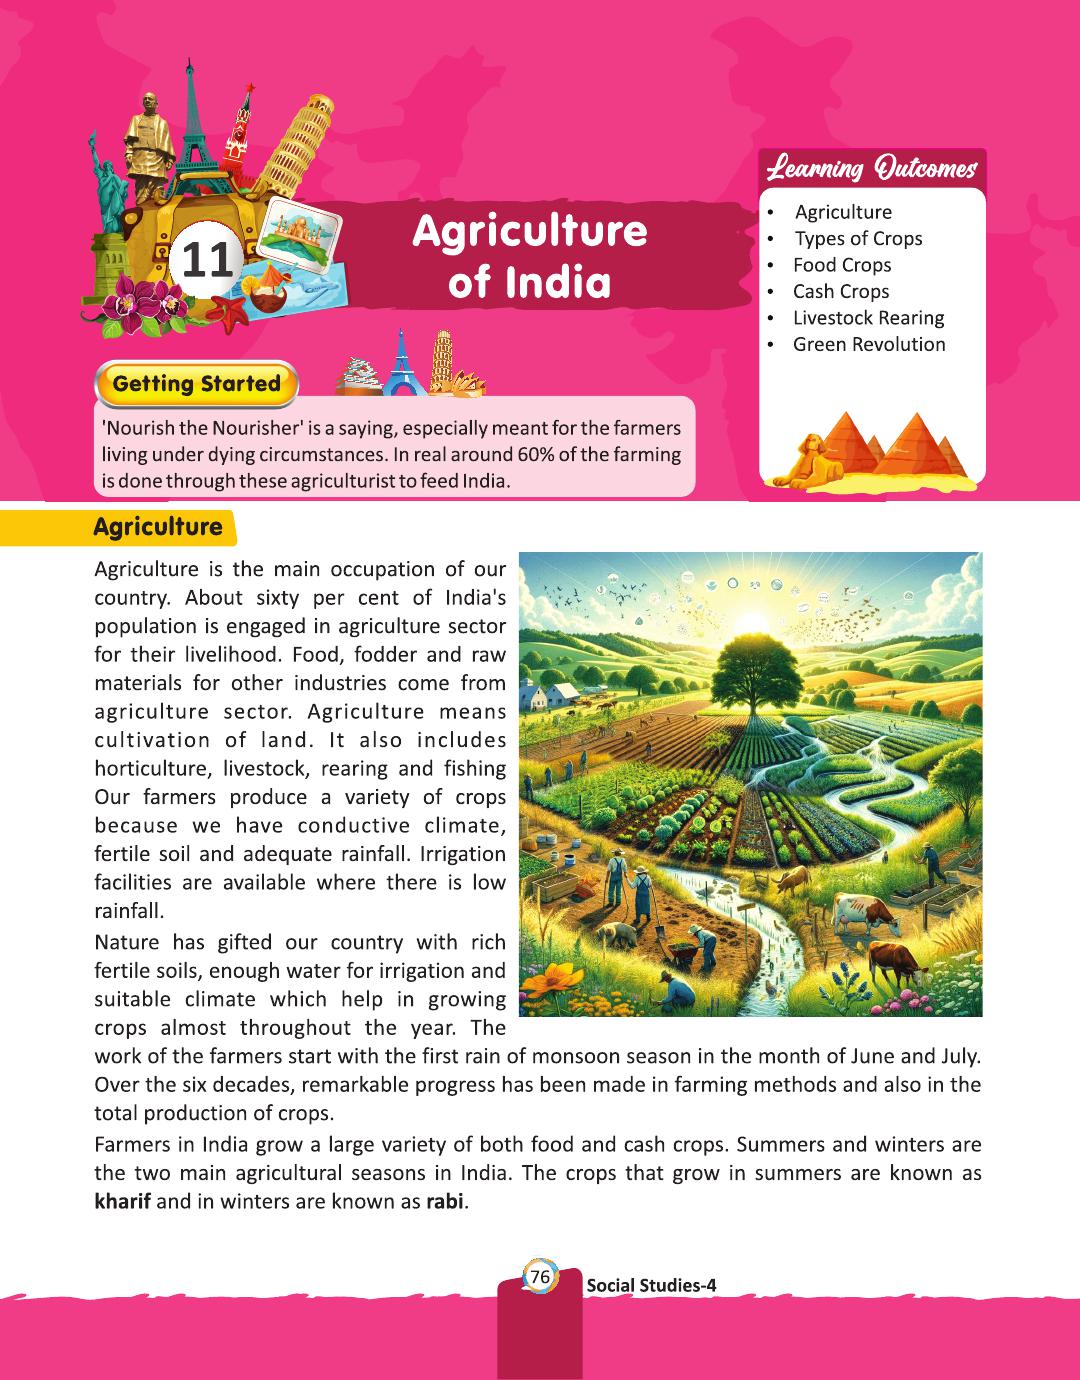 11
Agriculture
of India
Learning Outcomes
• Agriculture
• Types of Crops
• Food Crops
• Cash Crops
• Livestock Rearing
• Green Revolution
Getting Started
'Nourish the Nourisher' is a saying, especially meant for the farmers
living under dying circumstances. In real around 60% of the farming
is done through these agriculturist to feed India.
Agriculture
Agriculture is the main occupation of our
country. About sixty per cent of India's
population is engaged in agriculture sector
for their livelihood. Food, fodder and raw
materials for other industries come from
agriculture sector. Agriculture means
cultivation of land. It also includes
horticulture, livestock, rearing and fishing
Our farmers produce a variety of crops
because we have conductive climate,
fertile soil and adequate rainfall. Irrigation
facilities are available where there is low
rainfall.
Nature has gifted our country with rich
fertile soils, enough water for irrigation and
suitable climate which help in growing
crops almost throughout the year. The
work of the farmers start with the first rain of monsoon season in the month of June and July.
Over the six decades, remarkable progress has been made in farming methods and also in the
total production of crops.
Farmers in India grow a large variety of both food and cash crops. Summers and winters are
the two main agricultural seasons in India. The crops that grow in summers are known as
kharif and in winters are known as rabi.
76
Social Studies-4